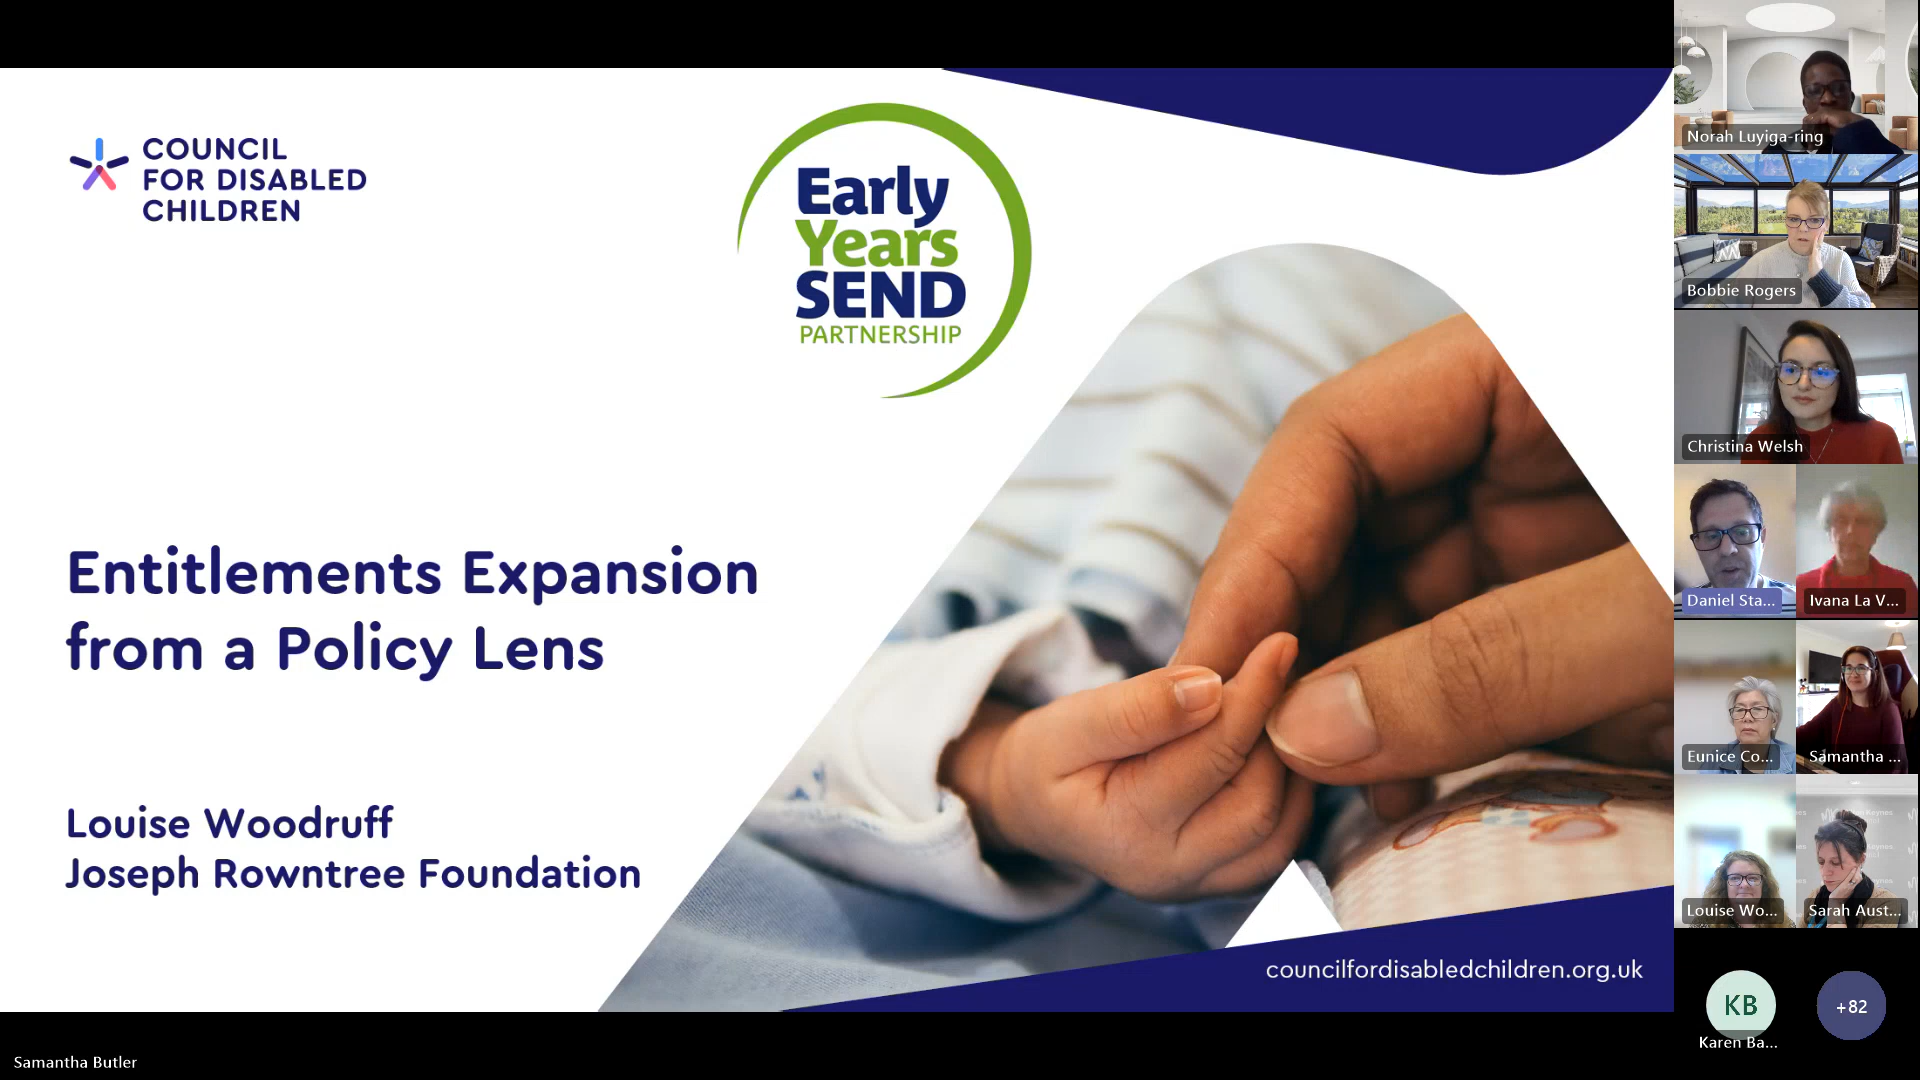 COUNCIL
FOR DISABLED
CHILDREN
Early
Years
SEND
PARTNERSHIP
Entitlements Expansion
from a Policy Lens
Louise Woodruff
Joseph Rowntree Foundation
councilfordisabledchildren.org.uk
Samantha Butler
Norah Luyiga-ring
Bobbie Rogers
Christina Welsh
Daniel Sta...
Ivana La V...
Eunice Co...
Samantha ...
Louise Wo...
Sarah Aust...
KB
Karen Ba...
+82